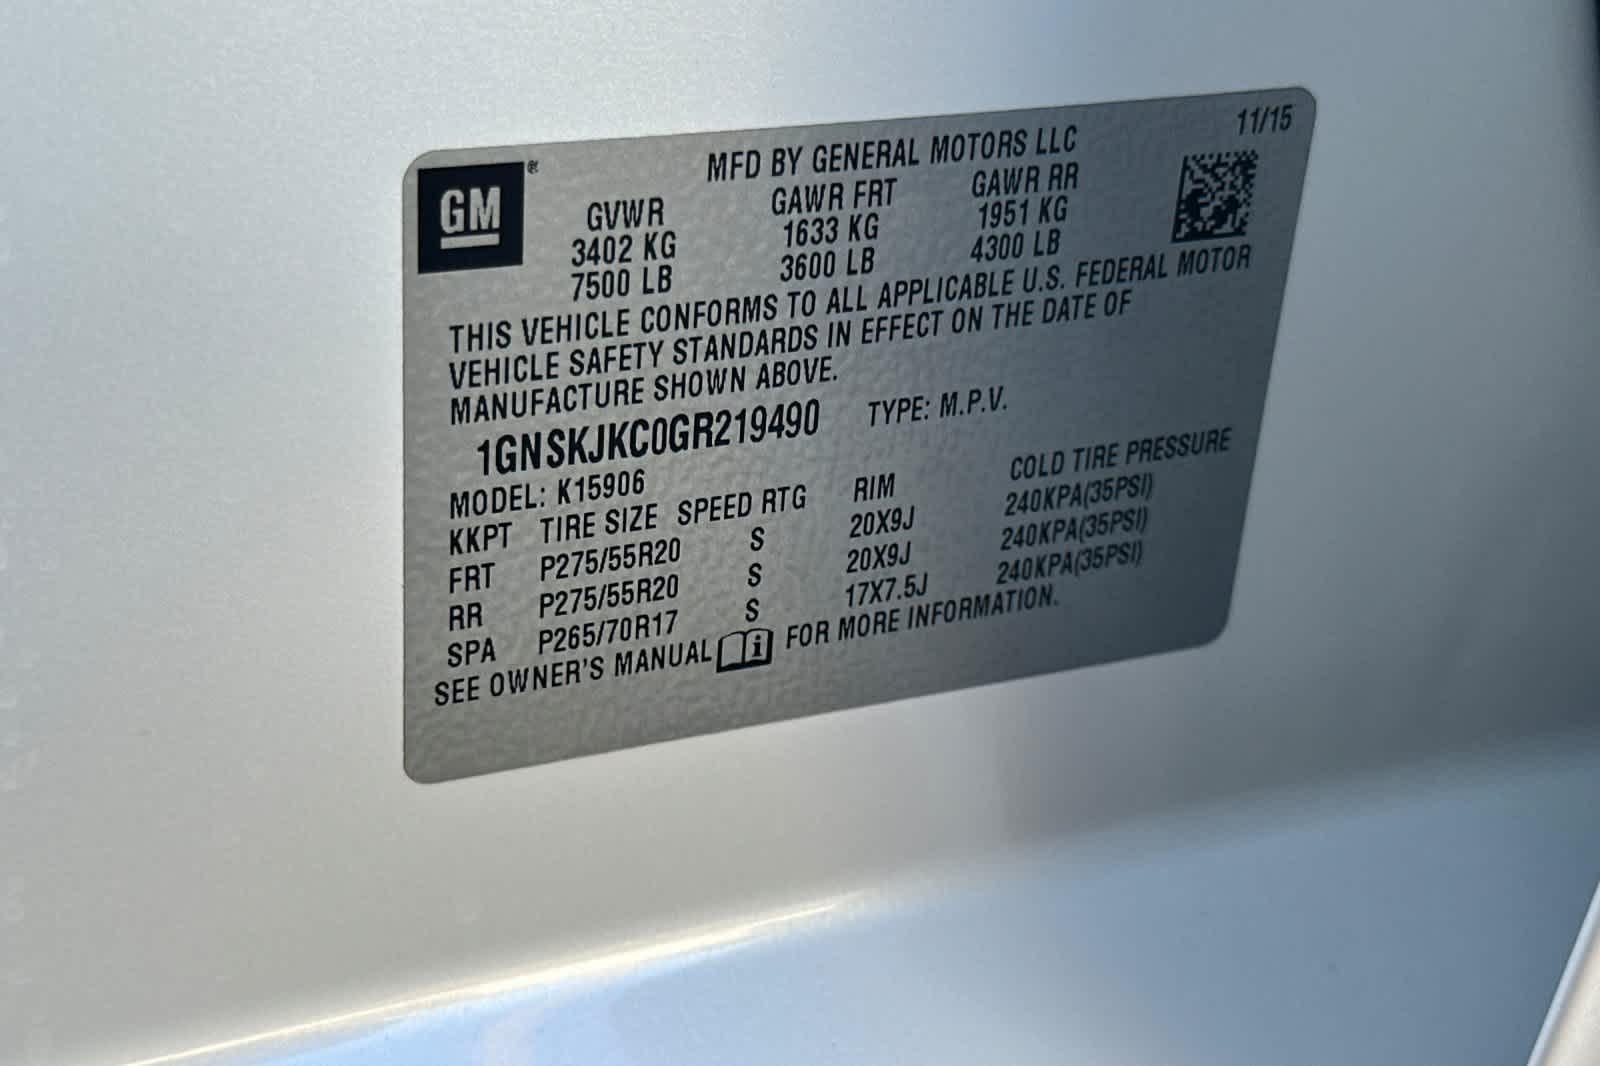 11/15
GM ®
MFD BY GENERAL MOTORS LLC
GVWR GAWR FRT GAWR RR
3402 KG 1633 KG 1951 KG
7500 LB 3600 LB 4300 LB
THIS VEHICLE CONFORMS TO ALL APPLICABLE U.S. FEDERAL MOTOR
VEHICLE SAFETY STANDARDS IN EFFECT ON THE DATE OF
MANUFACTURE SHOWN ABOVE.
1GNSKJKC0GR219490 TYPE: M.P.V.
MODEL: K15906
KKPT TIRE SIZE SPEED RTG RIM COLD TIRE PRESSURE
FRT P275/55R20 S 20X9J 240KPA(35PSI)
RR P275/55R20 S 20X9J 240KPA(35PSI)
SPA P265/70R17 S 17X7.5J 240KPA(35PSI)
SEE OWNER'S MANUAL i FOR MORE INFORMATION.